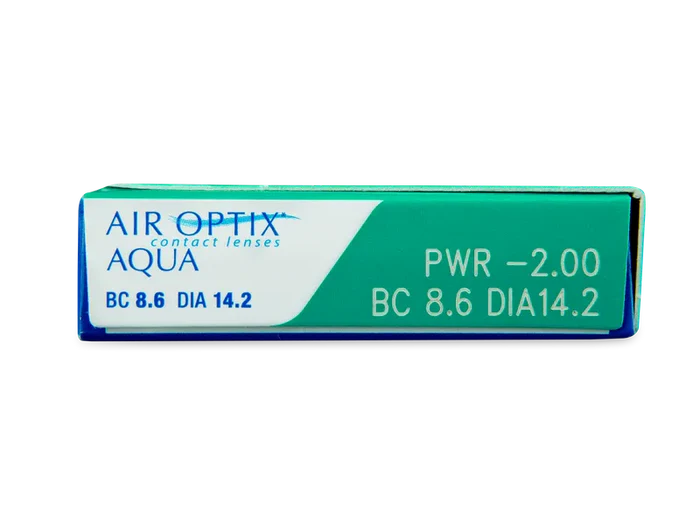 AIR OPTIX®
contact lenses
AQUA
BC 8.6 DIA 14.2
PWR -2.00
BC 8.6 DIA14.2